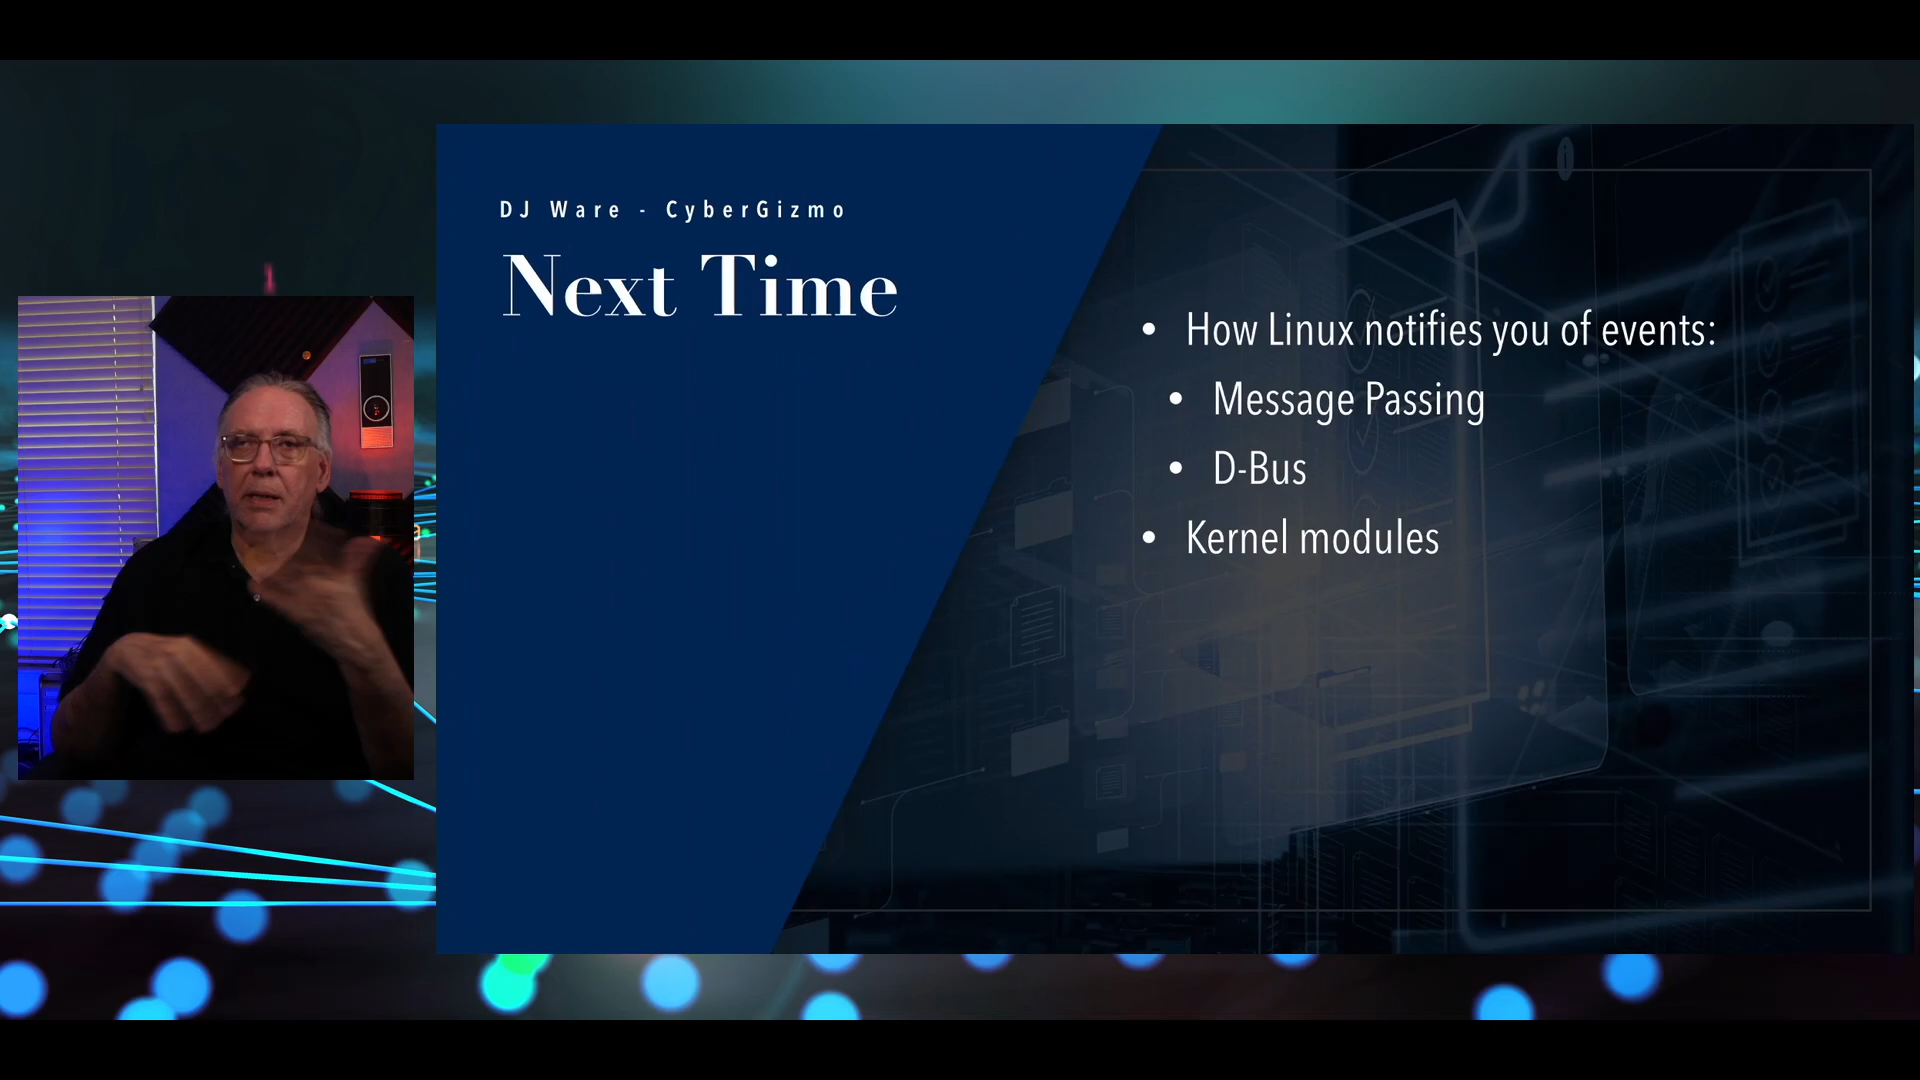 DJ Ware - CyberGizmo
Next Time
• How Linux notifies you of events:
• Message Passing
• D-Bus
• Kernel modules